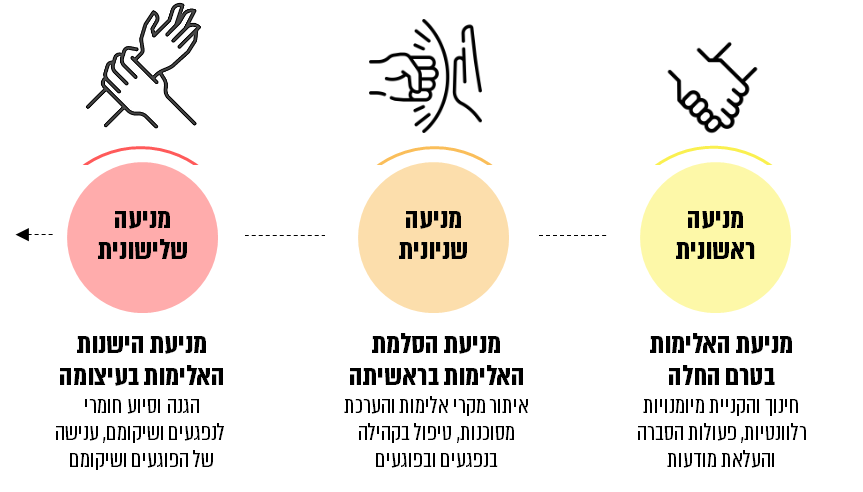 מניעה
ראשונית
מניעת האלימות
בטרם החלה
חינוך והקניית מיומנויות
רלוונטיות, פעולות הסברה
והעלאת מודעות
מניעה
שניונית
מניעת הסלמת
האלימות בראשיתה
איתור מקרי אלימות והערכת
מסוכנות, טיפול בקהילה
בנפגעים ובפוגעים
מניעה
שלישונית
מניעת הישנות
האלימות בעיצומה
הגנה וסיוע חומרי
לנפגעים ושיקומם, ענישה
של הפוגעים ושיקומם